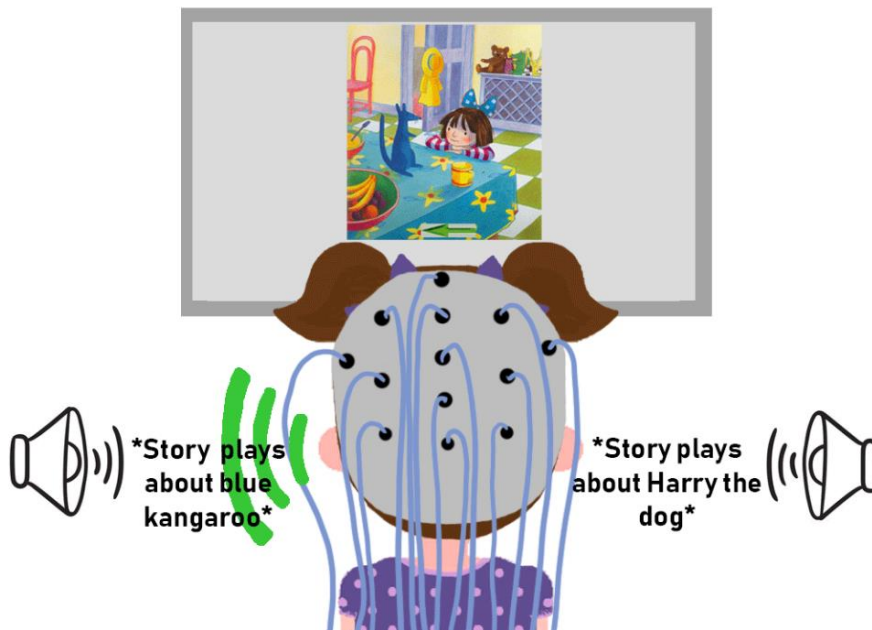 *Story plays
about blue
kangaroo*
*Story plays
about Harry the
dog*